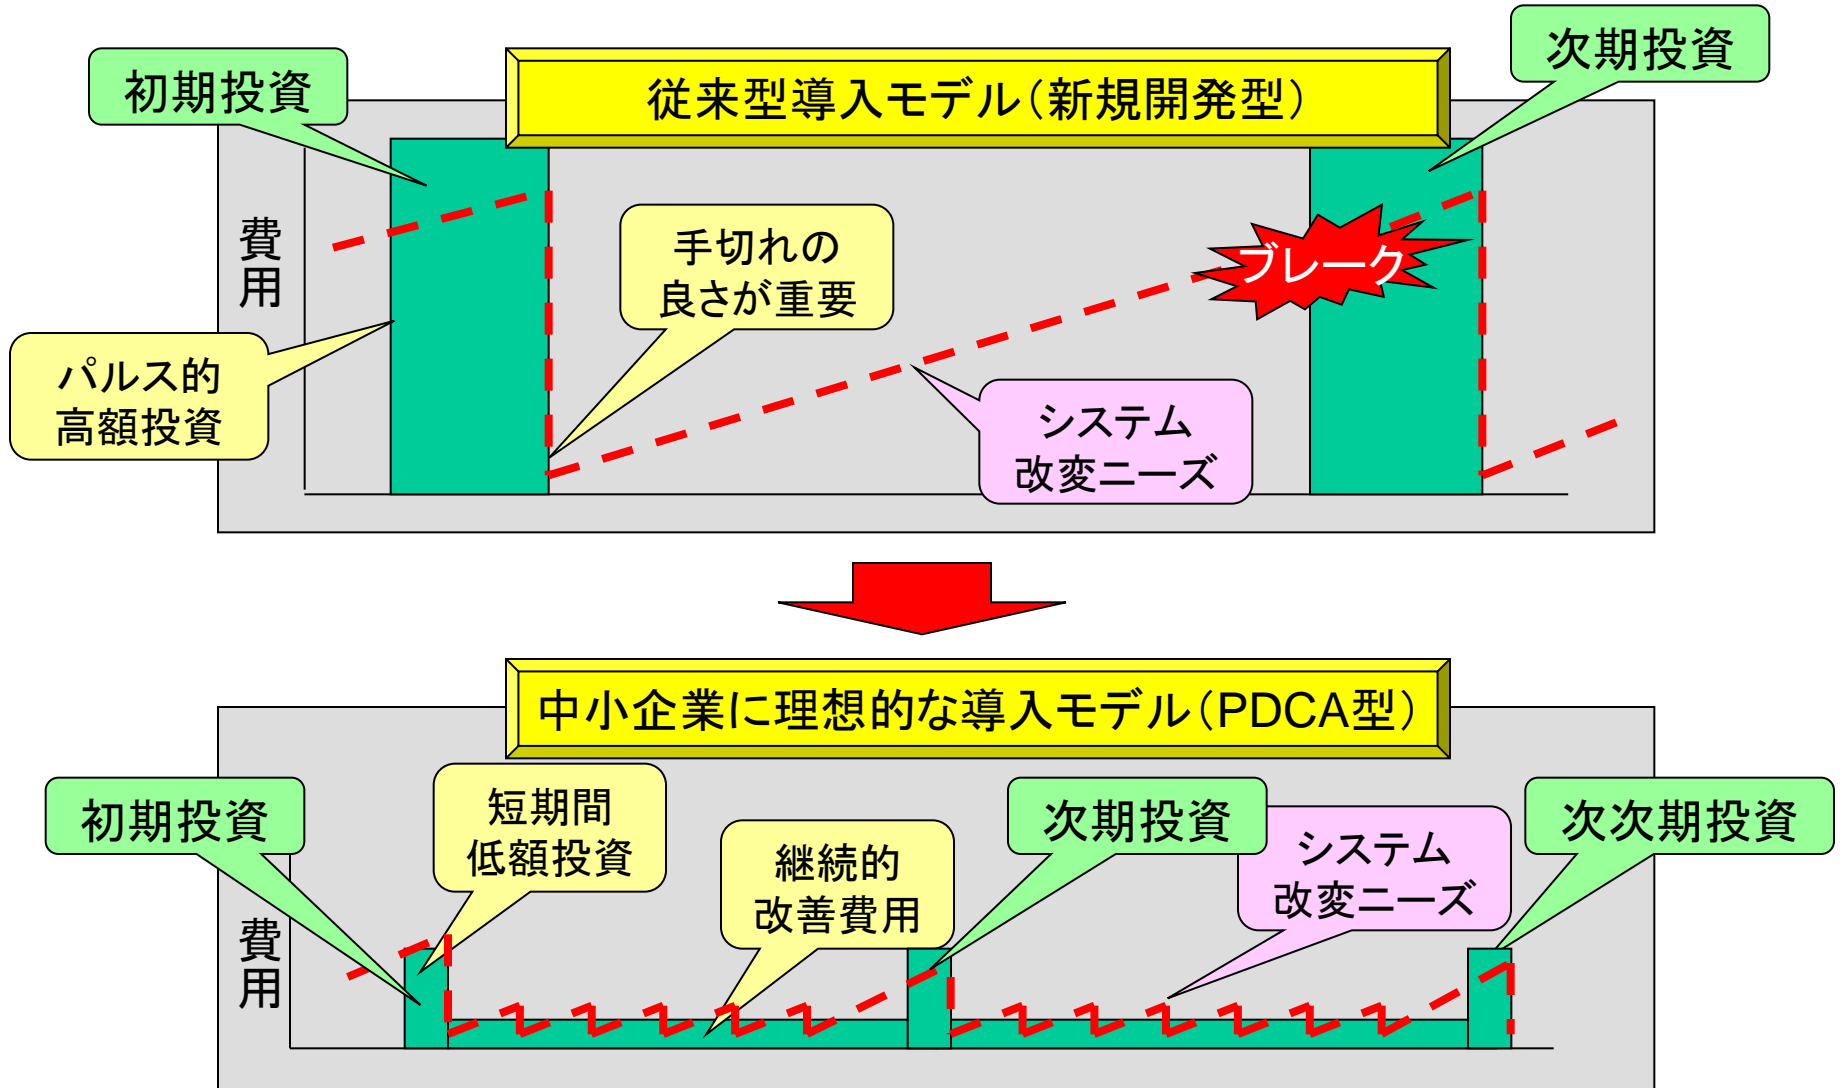 初期投資
従来型導入モデル（新規開発型）
次期投資
費
用
手切れの
良さが重要
ブレーク
パルス的
高額投資
システム
改変ニーズ
中小企業に理想的な導入モデル（PDCA型）
初期投資
短期間
低額投資
継続的
改善費用
次期投資
システム
改変ニーズ
次次期投資
費
用